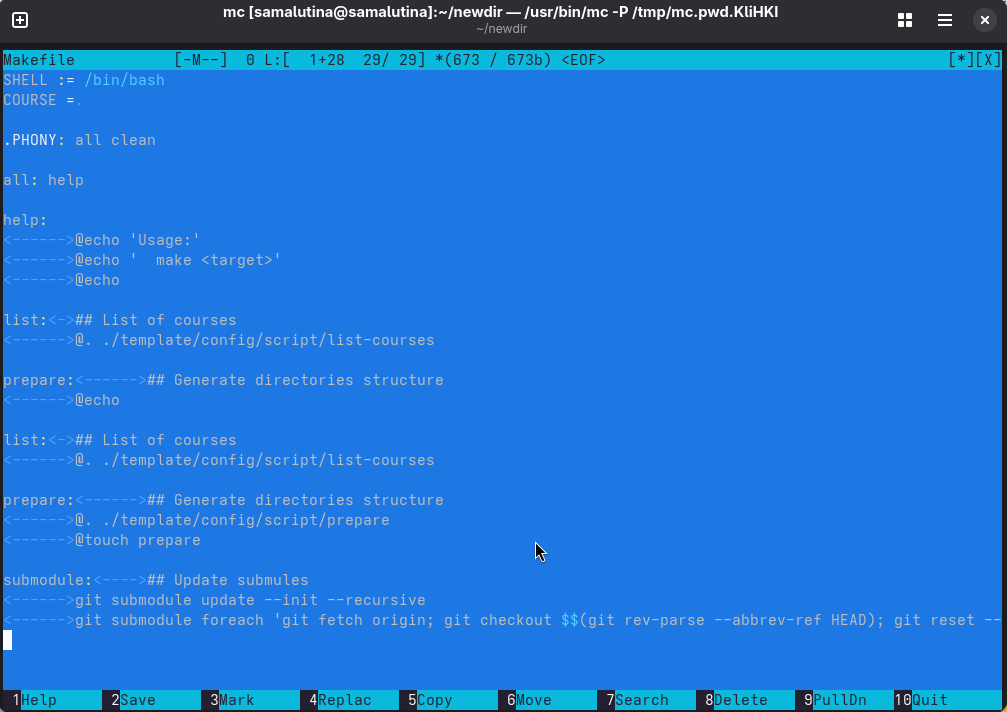 mc [samalutina@samalutina]:~/newdir — /usr/bin/mc -P /tmp/mc.pwd.KliHKI
~/newdir
Makefile           [-M--]  0 L:[  1+28  29/ 29] *(673 / 673b) <EOF>                                      [*][X]
SHELL := /bin/bash
COURSE =.

.PHONY: all clean

all: help

help:
<------>@echo 'Usage:'
<------>@echo '  make <target>'
<------>@echo

list:<->## List of courses
<------>@. ./template/config/script/list-courses

prepare:<------>## Generate directories structure
<------>@echo

list:<->## List of courses
<------>@. ./template/config/script/list-courses

prepare:<------>## Generate directories structure
<------>@. ./template/config/script/prepare
<------>@touch prepare

submodule:<---->## Update submules
<------>git submodule update --init --recursive
<------>git submodule foreach 'git fetch origin; git checkout $$(git rev-parse --abbrev-ref HEAD); git reset --
1Help 2Save 3Mark 4Replac 5Copy 6Move 7Search 8Delete 9PullDn 10Quit